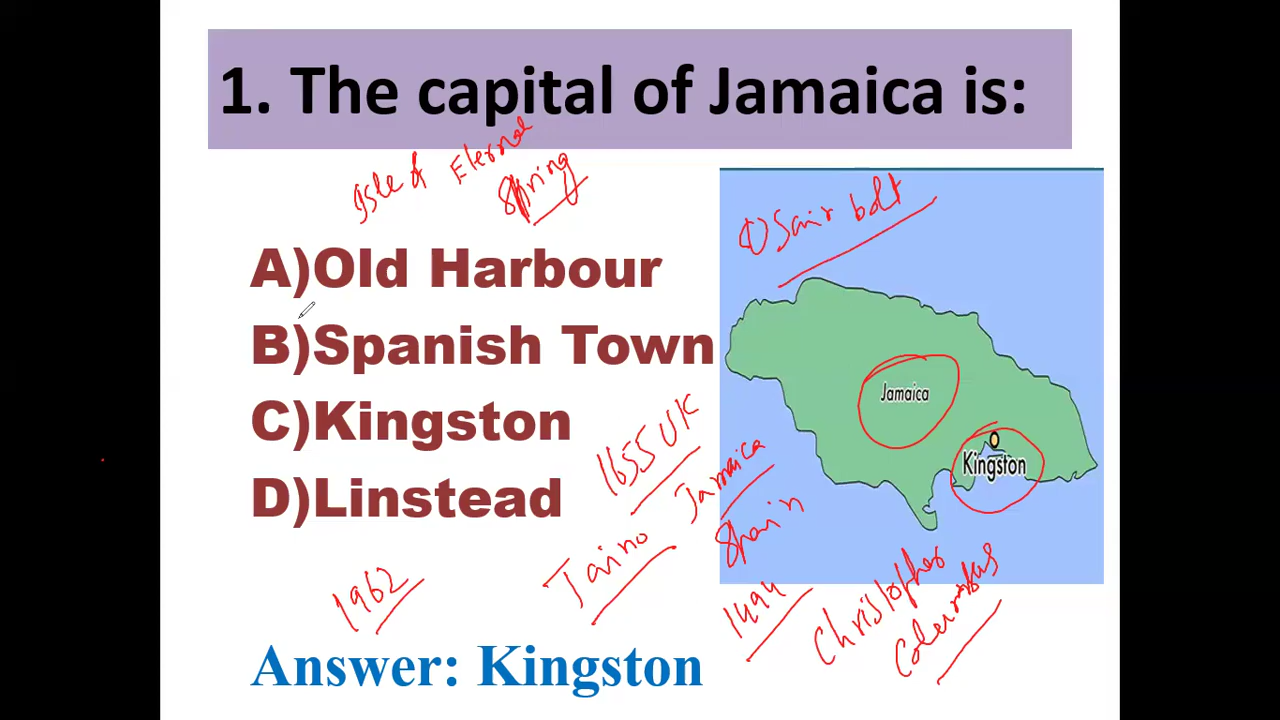 1. The capital of Jamaica is:
Isle of Eternal
Spring
Usain bolt
A)Old Harbour
B)Spanish Town
C)Kingston
D)Linstead
Jamaica
Kingston
1655 UK
Jamaica
Spain
Taino
1494
Christopher
Columbus
1962
Answer: Kingston